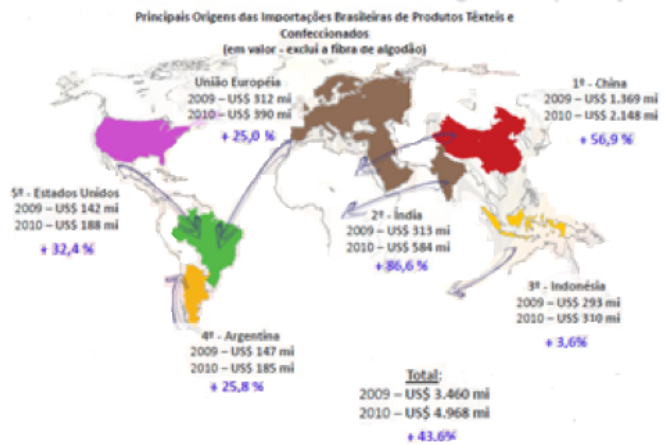 Principais Origens das Importações Brasileiras de Produtos Têxteis e
Confeccionados
(em valor - exclui a fibra de algodão)
União Européia
2009 – US$ 312 mi
2010 – US$ 390 mi
+ 25,0 %
1º - China
2009 – US$ 1.369 mi
2010 – US$ 2.148 mi
+ 56,9 %
5º - Estados Unidos
2009 – US$ 142 mi
2010 – US$ 188 mi
+ 32,4 %
2º - Índia
2009 – US$ 313 mi
2010 – US$ 584 mi
+ 86,6 %
3º - Indonésia
2009 – US$ 293 mi
2010 – US$ 310 mi
+ 3,6%
4º - Argentina
2009 – US$ 147 mi
2010 – US$ 185 mi
+ 25,8 %
Total:
2009 – US$ 3.460 mi
2010 – US$ 4.968 mi
+ 43,6%